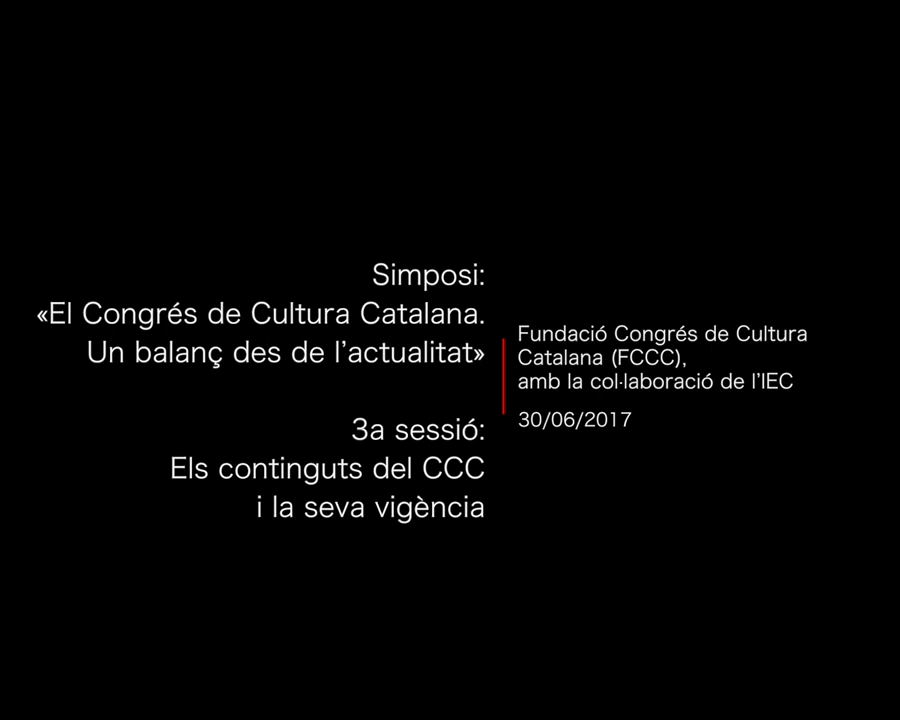 Simposi:
«El Congrés de Cultura Catalana.
Un balanç des de l’actualitat»
3a sessió:
Els continguts del CCC
i la seva vigència
Fundació Congrés de Cultura
Catalana (FCCC),
amb la col·laboració de l’IEC
30/06/2017